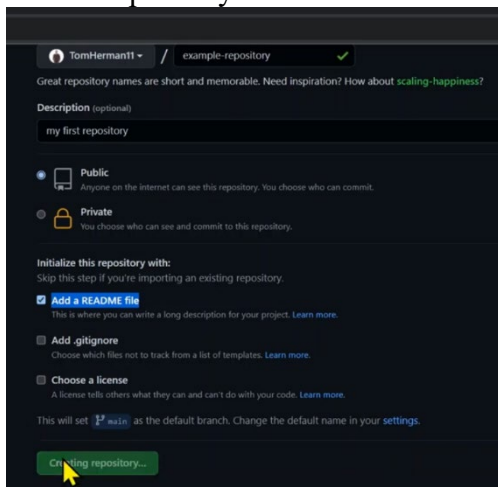 TomHerman11 / example-repository
Great repository names are short and memorable. Need inspiration? How about scaling-happiness?
Description (optional)
my first repository
Public
Anyone on the internet can see this repository. You choose who can commit.
Private
You choose who can see and commit to this repository.
Initialize this repository with:
Skip this step if you're importing an existing repository.
Add a README file
This is where you can write a long description for your project. Learn more.
Add .gitignore
Choose which files not to track from a list of templates. Learn more.
Choose a license
A license tells others what they can and can't do with your code. Learn more.
This will set main as the default branch. Change the default name in your settings.
Creating repository...